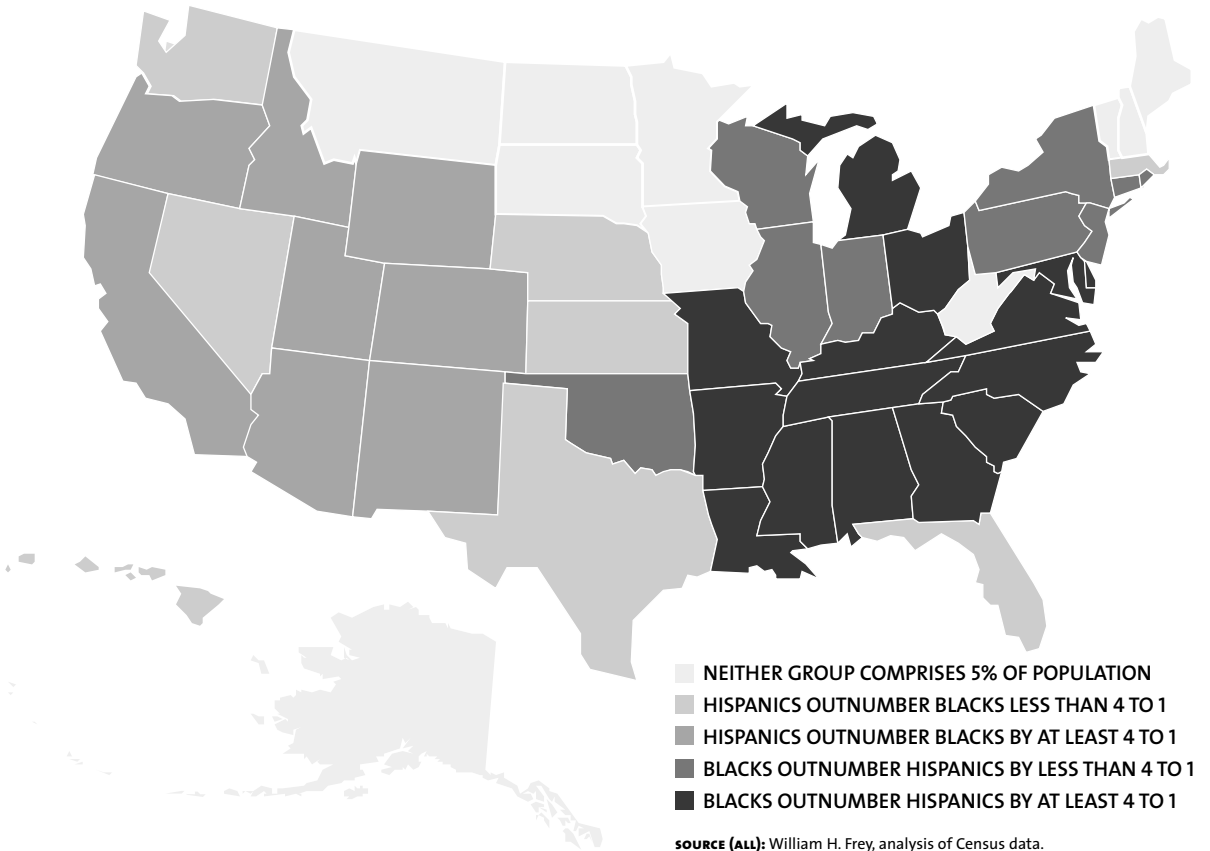 NEITHER GROUP COMPRISES 5% OF POPULATION
HISPANICS OUTNUMBER BLACKS LESS THAN 4 TO 1
HISPANICS OUTNUMBER BLACKS BY AT LEAST 4 TO 1
BLACKS OUTNUMBER HISPANICS BY LESS THAN 4 TO 1
BLACKS OUTNUMBER HISPANICS BY AT LEAST 4 TO 1
SOURCE (ALL): William H. Frey, analysis of Census data.